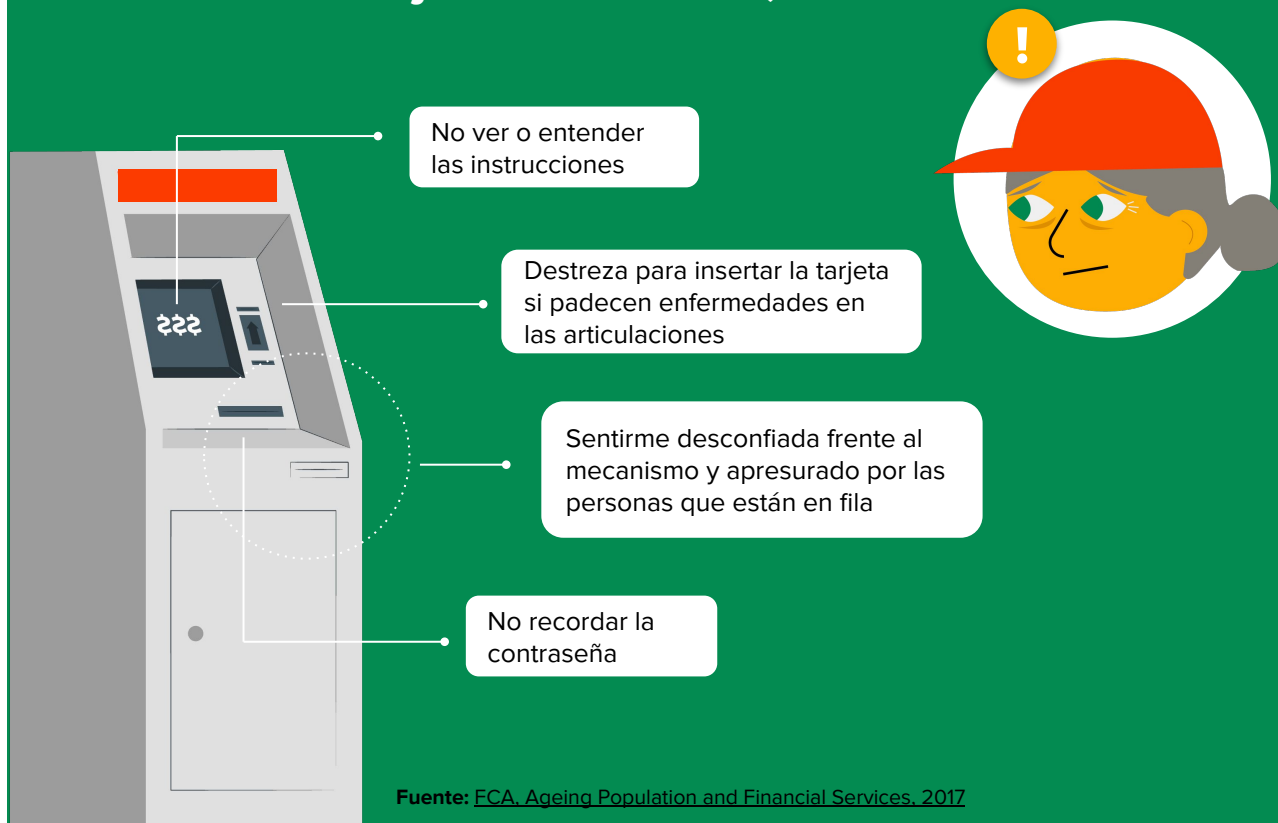 !
No ver o entender
las instrucciones
Destreza para insertar la tarjeta
si padecen enfermedades en
las articulaciones
$$$
Sentirme desconfiada frente al
mecanismo y apresurado por las
personas que están en fila
No recordar la
contraseña
Fuente: FCA, Ageing Population and Financial Services, 2017